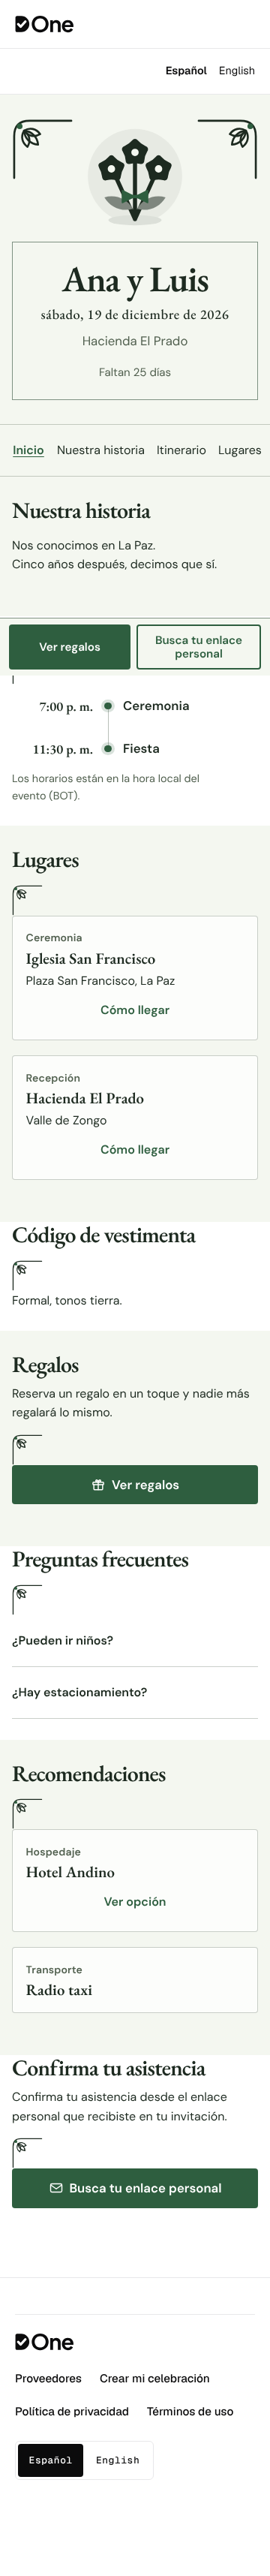 One
Español English
Ana y Luis
sábado, 19 de diciembre de 2026
Hacienda El Prado
Faltan 25 días
Inicio Nuestra historia Itinerario Lugares
Nuestra historia
Nos conocimos en La Paz.
Cinco años después, decimos que sí.
Ver regalos
Busca tu enlace
personal
7:00 p. m. Ceremonia
11:30 p. m. Fiesta
Los horarios están en la hora local del
evento (BOT).
Lugares
Ceremonia
Iglesia San Francisco
Plaza San Francisco, La Paz
Cómo llegar
Recepción
Hacienda El Prado
Valle de Zongo
Cómo llegar
Código de vestimenta
Formal, tonos tierra.
Regalos
Reserva un regalo en un toque y nadie más
regalará lo mismo.
Ver regalos
Preguntas frecuentes
¿Pueden ir niños?
¿Hay estacionamiento?
Recomendaciones
Hospedaje
Hotel Andino
Ver opción
Transporte
Radio taxi
Confirma tu asistencia
Confirma tu asistencia desde el enlace
personal que recibiste en tu invitación.
Busca tu enlace personal
One
Proveedores Crear mi celebración
Política de privacidad Términos de uso
Español English